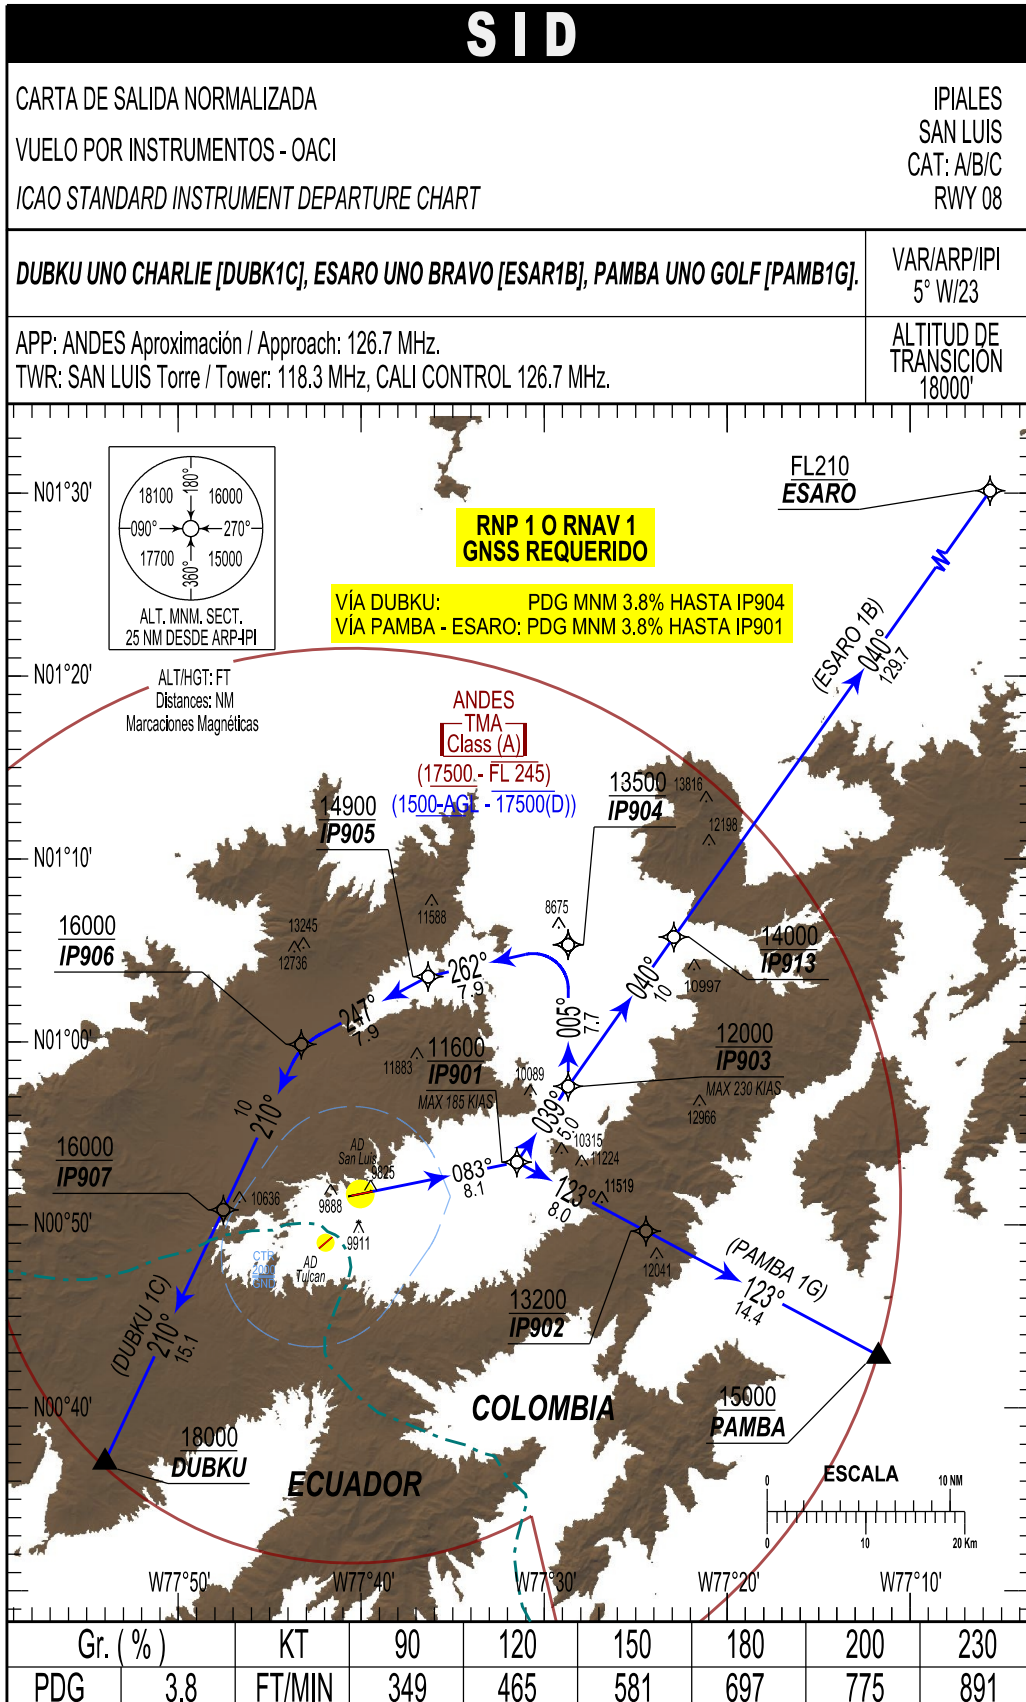 SID
CARTA DE SALIDA NORMALIZADA
VUELO POR INSTRUMENTOS - OACI
ICAO STANDARD INSTRUMENT DEPARTURE CHART
IPIALES
SAN LUIS
CAT: A/B/C
RWY 08
DUBKU UNO CHARLIE [DUBK1C], ESARO UNO BRAVO [ESAR1B], PAMBA UNO GOLF [PAMB1G].
VAR/ARP/IPI
5° W/23
APP: ANDES Aproximación / Approach: 126.7 MHz.
TWR: SAN LUIS Torre / Tower: 118.3 MHz, CALI CONTROL 126.7 MHz.
ALTITUD DE
TRANSICIÓN
18000'
N01°30'
18100
180°
16000
090°
270°
17700
360°
15000
ALT. MNM. SECT.
25 NM DESDE ARP-IPI
FL210
ESARO
RNP 1 O RNAV 1
GNSS REQUERIDO
VÍA DUBKU: PDG MNM 3.8% HASTA IP904
VÍA PAMBA - ESARO: PDG MNM 3.8% HASTA IP901
(ESARO 1B)
040°
129.7
N01°20'
ALT/HGT: FT
Distances: NM
Marcaciones Magnéticas
ANDES
TMA
Class (A)
(17500 - FL 245)
(1500-AGL - 17500(D))
14900
IP905
13500
IP904
13816
12198
N01°10'
11588
8675
16000
IP906
13245
12736
14000
IP913
10997
262°
7.9
247°
7.9
005°
7.7
040°
10
N01°00'
11883
11600
IP901
MAX 185 KIAS
10089
12000
IP903
MAX 230 KIAS
12966
10
210°
039°
5.0
10315
11224
16000
IP907
10636
AD
San Luis
9825
9888
9911
083°
8.1
123°
8.0
11519
N00°50'
CTR
2000
GND
AD
Tulcan
12041
(PAMBA 1G)
123°
14.4
13200
IP902
(DUBKU 1C)
210°
15.1
N00°40'
COLOMBIA
15000
PAMBA
18000
DUBKU
ECUADOR
ESCALA
0
10 NM
0
10
20 Km
W77°50'
W77°40'
W77°30'
W77°20'
W77°10'
Gr. ( % ) KT 90 120 150 180 200 230
PDG 3.8 FT/MIN 349 465 581 697 775 891